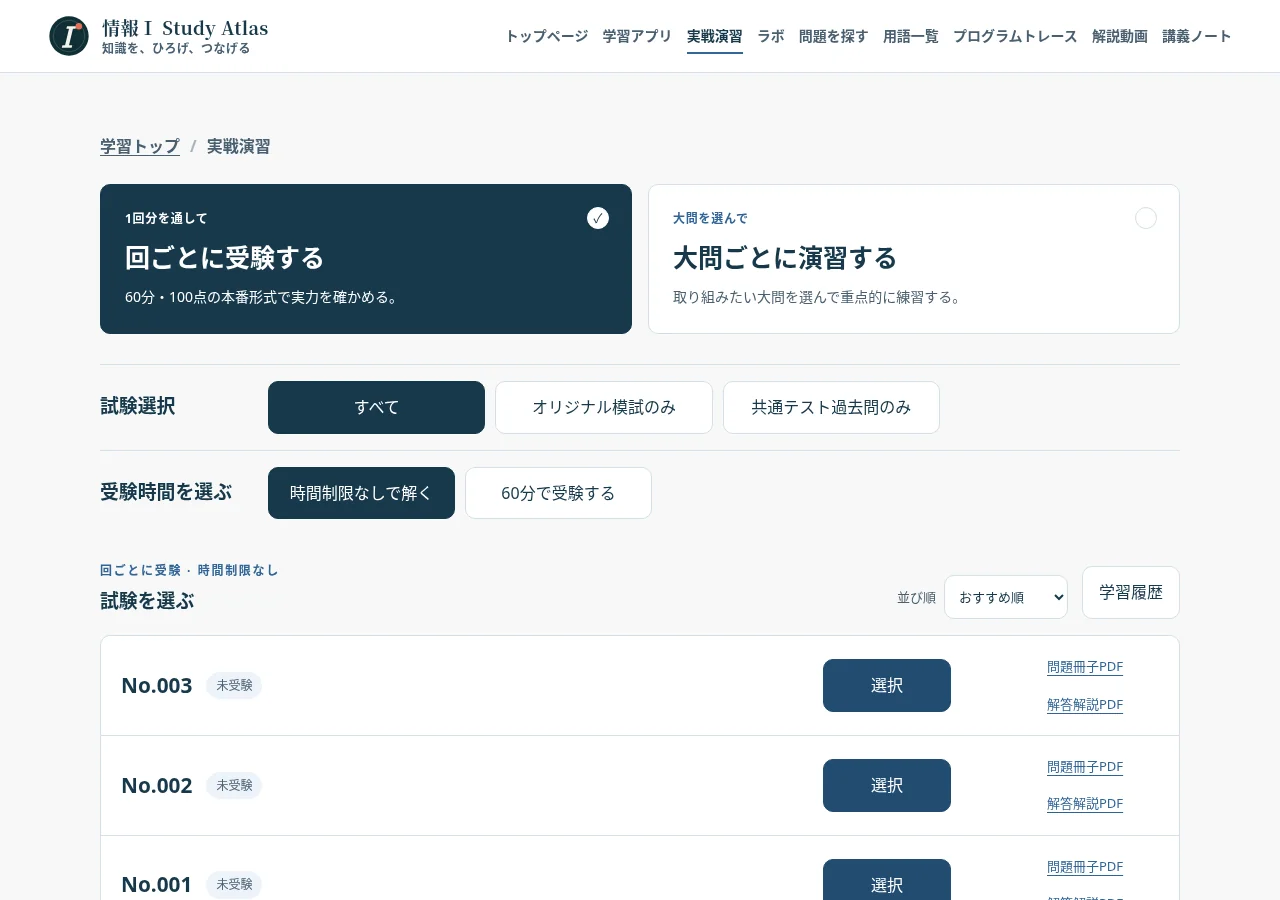 情報Ⅰ Study Atlas
知識を、ひろげ、つなげる
トップページ 学習アプリ 実戦演習 ラボ 問題を探す 用語一覧 プログラムトレース 解説動画 講義ノート
学習トップ / 実戦演習
1回分を通して
回ごとに受験する
60分・100点の本番形式で実力を確かめる。
大問を選んで
大問ごとに演習する
取り組みたい大問を選んで重点的に練習する。
試験選択
すべて オリジナル模試のみ 共通テスト過去問のみ
受験時間を選ぶ
時間制限なしで解く 60分で受験する
回ごとに受験 · 時間制限なし
試験を選ぶ
並び順 おすすめ順 学習履歴
No.003 未受験 選択 問題冊子PDF
解答解説PDF
No.002 未受験 選択 問題冊子PDF
解答解説PDF
No.001 未受験 選択 問題冊子PDF